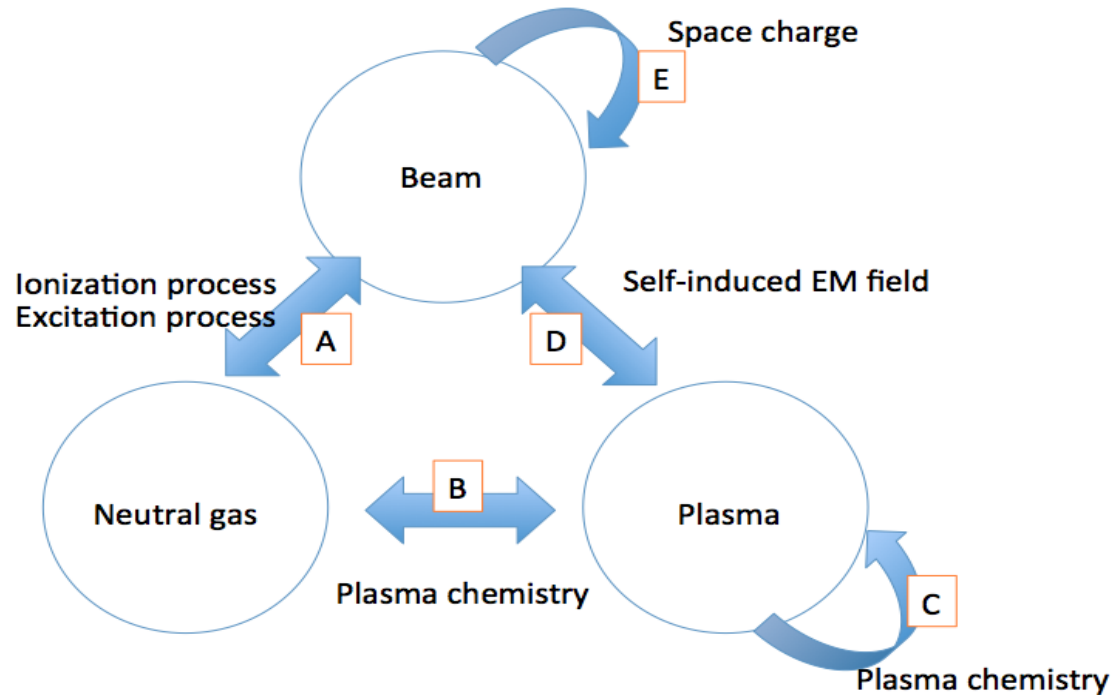 Space charge
E
Beam
Ionization process
Excitation process
Self-induced EM field
A
D
B
Neutral gas
Plasma
Plasma chemistry
C
Plasma chemistry